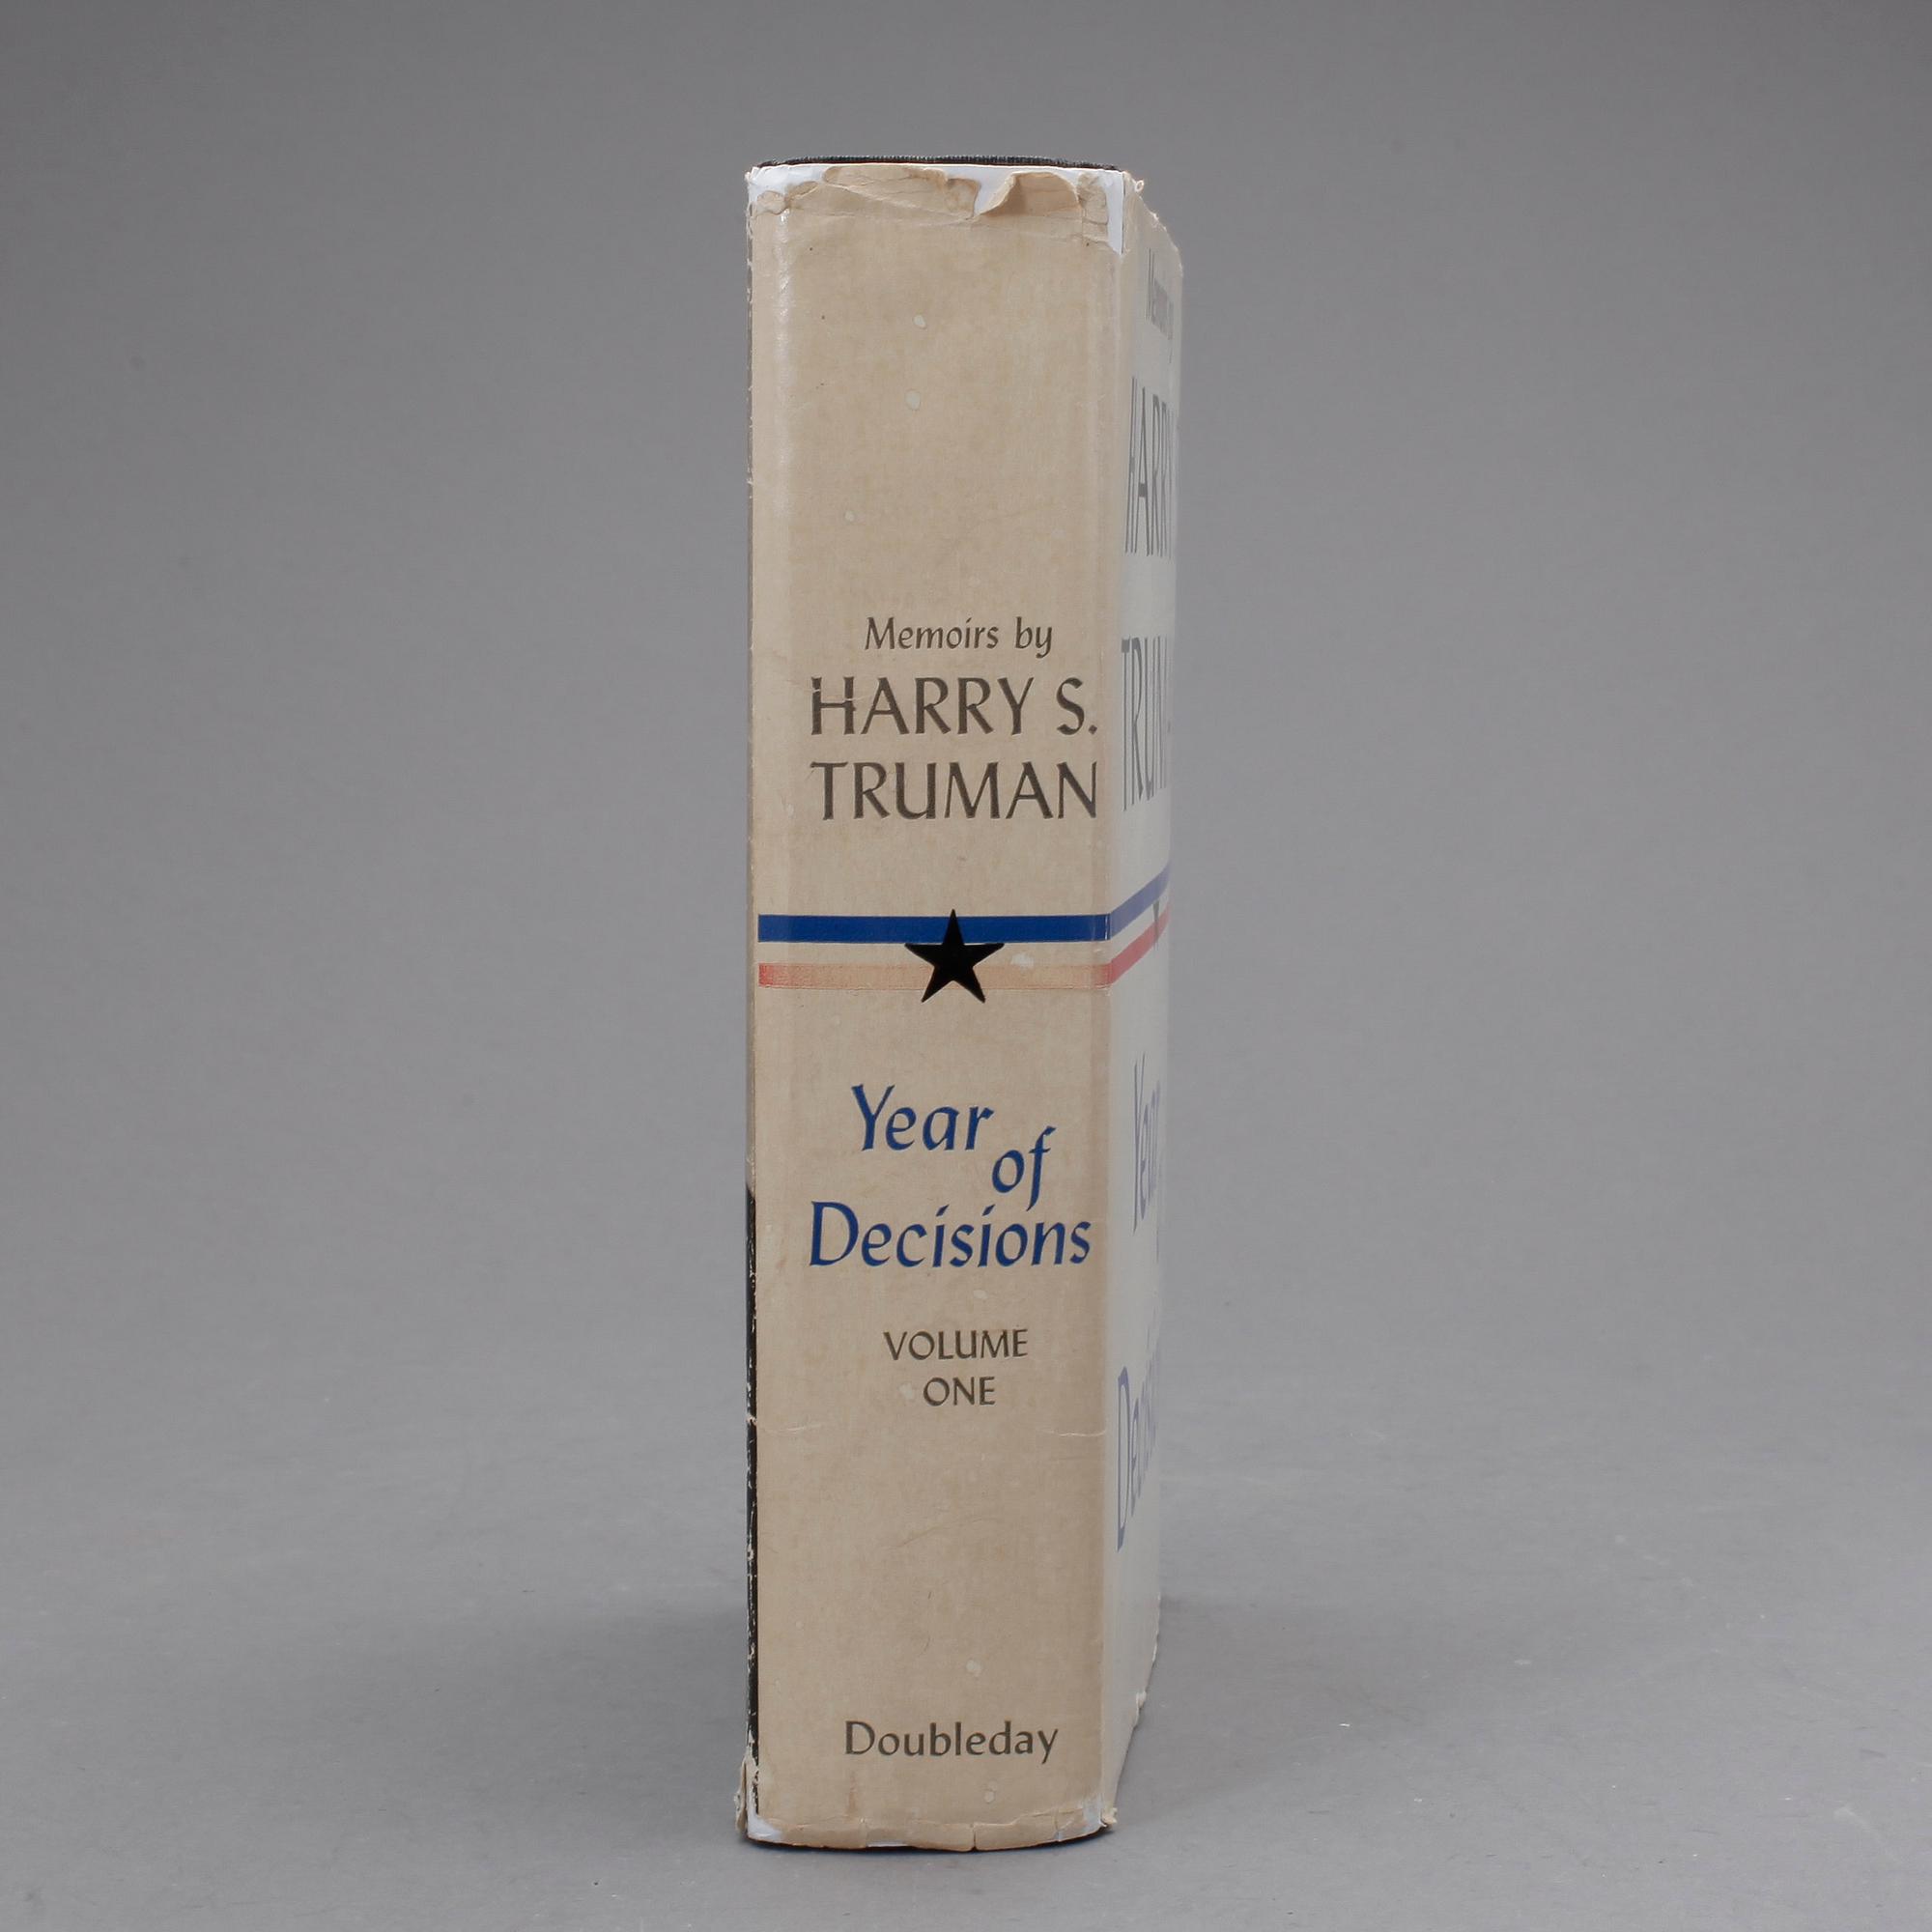 Memoirs by
HARRY S.
TRUMAN
Year
of
Decisions
VOLUME
ONE
Doubleday